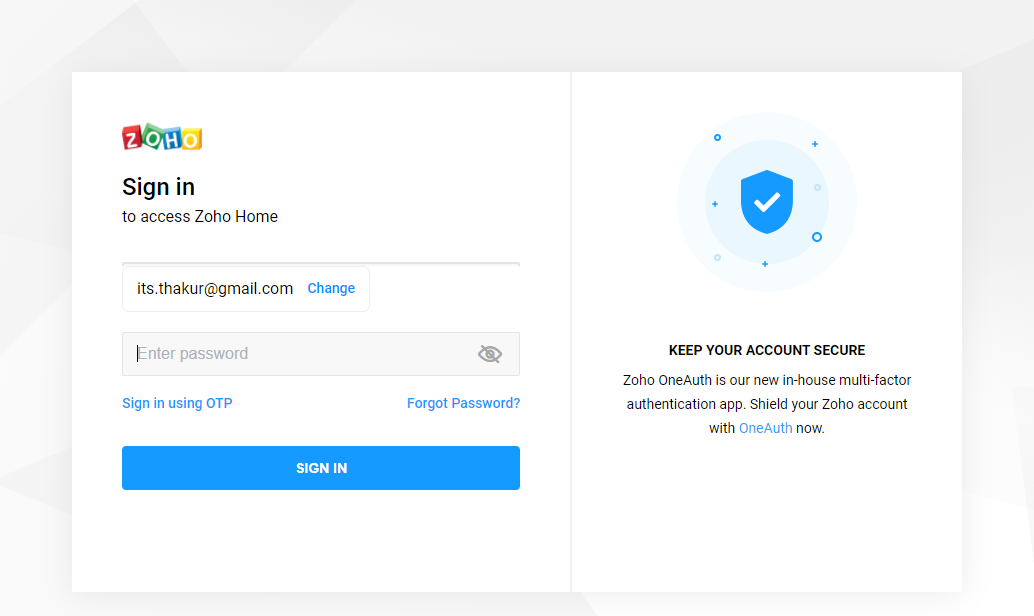 ZOHO
Sign in
to access Zoho Home
its.thakur@gmail.com Change
Enter password
Sign in using OTP Forgot Password?
SIGN IN
KEEP YOUR ACCOUNT SECURE
Zoho OneAuth is our new in-house multi-factor
authentication app. Shield your Zoho account
with OneAuth now.